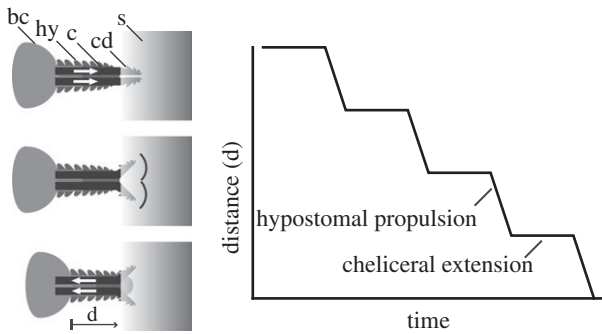 bc
hy
c
cd
s
d
distance (d)
hypostomal propulsion
cheliceral extension
time